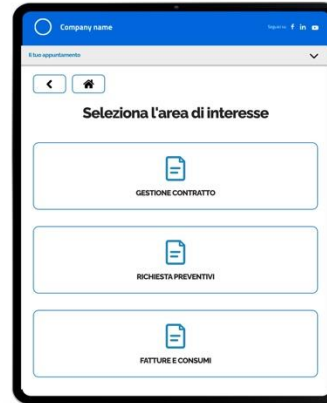 Company name
Seguici su
Il tuo appuntamento
Seleziona l'area di interesse
GESTIONE CONTRATTO
RICHIESTA PREVENTIVI
FATTURE E CONSUMI